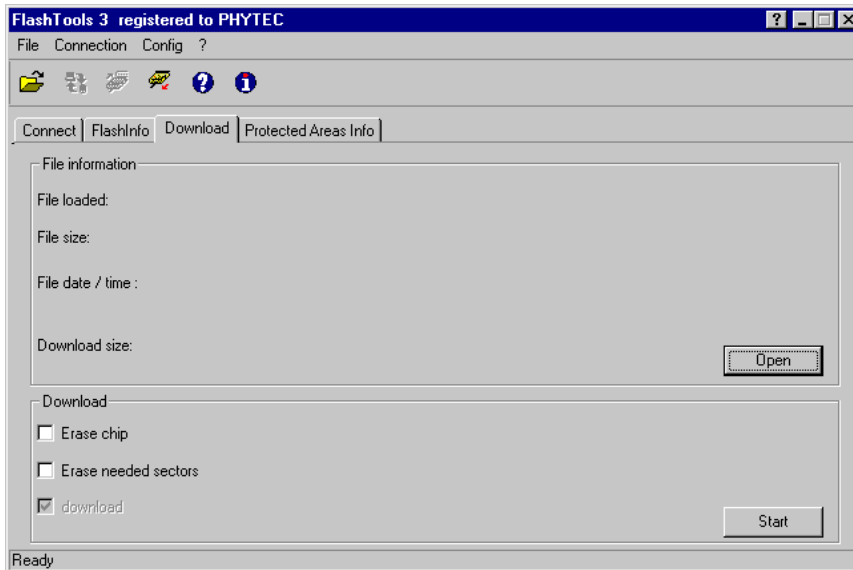 FlashTools 3 registered to PHYTEC
File Connection Config ?
Connect FlashInfo Download Protected Areas Info
File information
File loaded:
File size:
File date / time :
Download size:
Open
Download
Erase chip
Erase needed sectors
download
Start
Ready